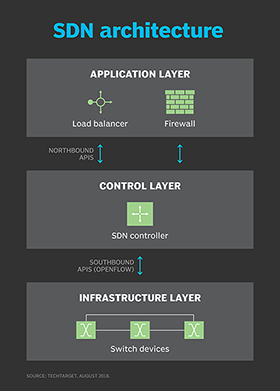 SDN architecture
APPLICATION LAYER
Load balancer
Firewall
NORTHBOUND
APIS
CONTROL LAYER
SDN controller
SOUTHBOUND
APIS (OPENFLOW)
INFRASTRUCTURE LAYER
Switch devices
SOURCE: TECHTARGET, AUGUST 2018.